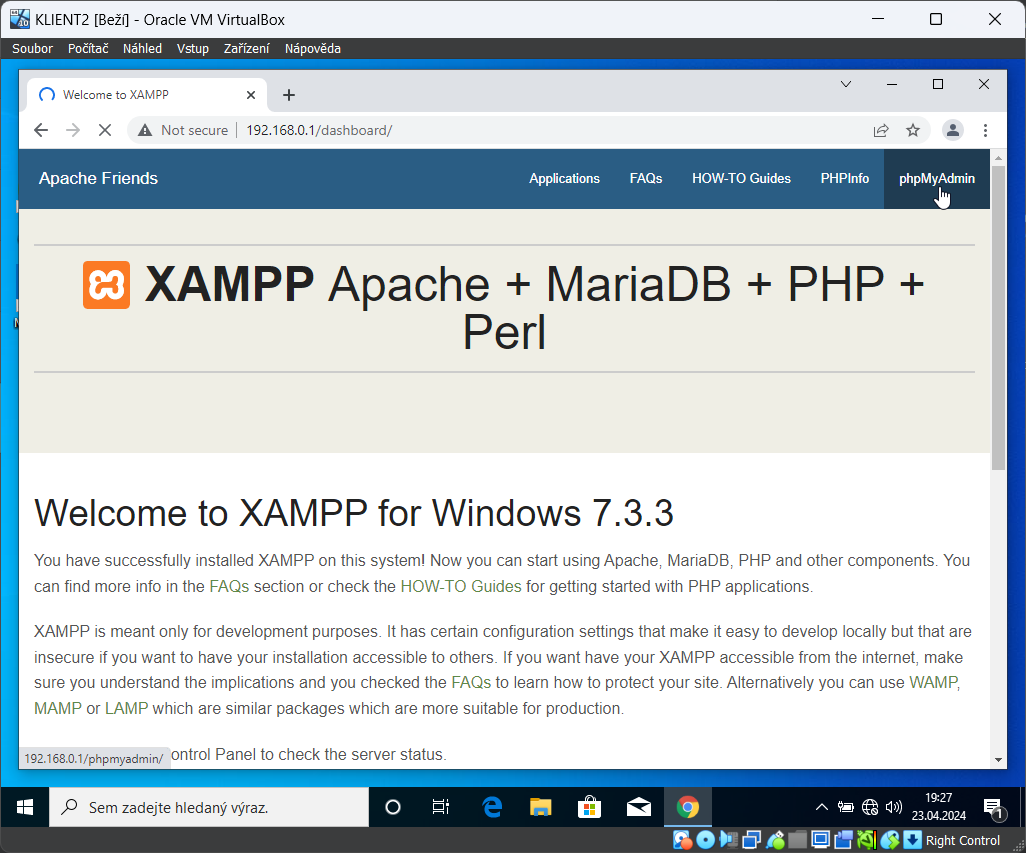 KLIENT2 [Beží] - Oracle VM VirtualBox
Soubor Počítač Náhled Vstup Zařízení Nápověda
Welcome to XAMPP
Not secure 192.168.0.1/dashboard/
Apache Friends Applications FAQs HOW-TO Guides PHPInfo phpMyAdmin
XAMPP Apache + MariaDB + PHP +
Perl
Welcome to XAMPP for Windows 7.3.3
You have successfully installed XAMPP on this system! Now you can start using Apache, MariaDB, PHP and other components. You
can find more info in the FAQs section or check the HOW-TO Guides for getting started with PHP applications.
XAMPP is meant only for development purposes. It has certain configuration settings that make it easy to develop locally but that are
insecure if you want to have your installation accessible to others. If you want have your XAMPP accessible from the internet, make
sure you understand the implications and you checked the FAQs to learn how to protect your site. Alternatively you can use WAMP,
MAMP or LAMP which are similar packages which are more suitable for production.
192.168.0.1/phpmyadmin/ ontrol Panel to check the server status.
Sem zadejte hledaný výraz.
19:27
23.04.2024
1
Right Control